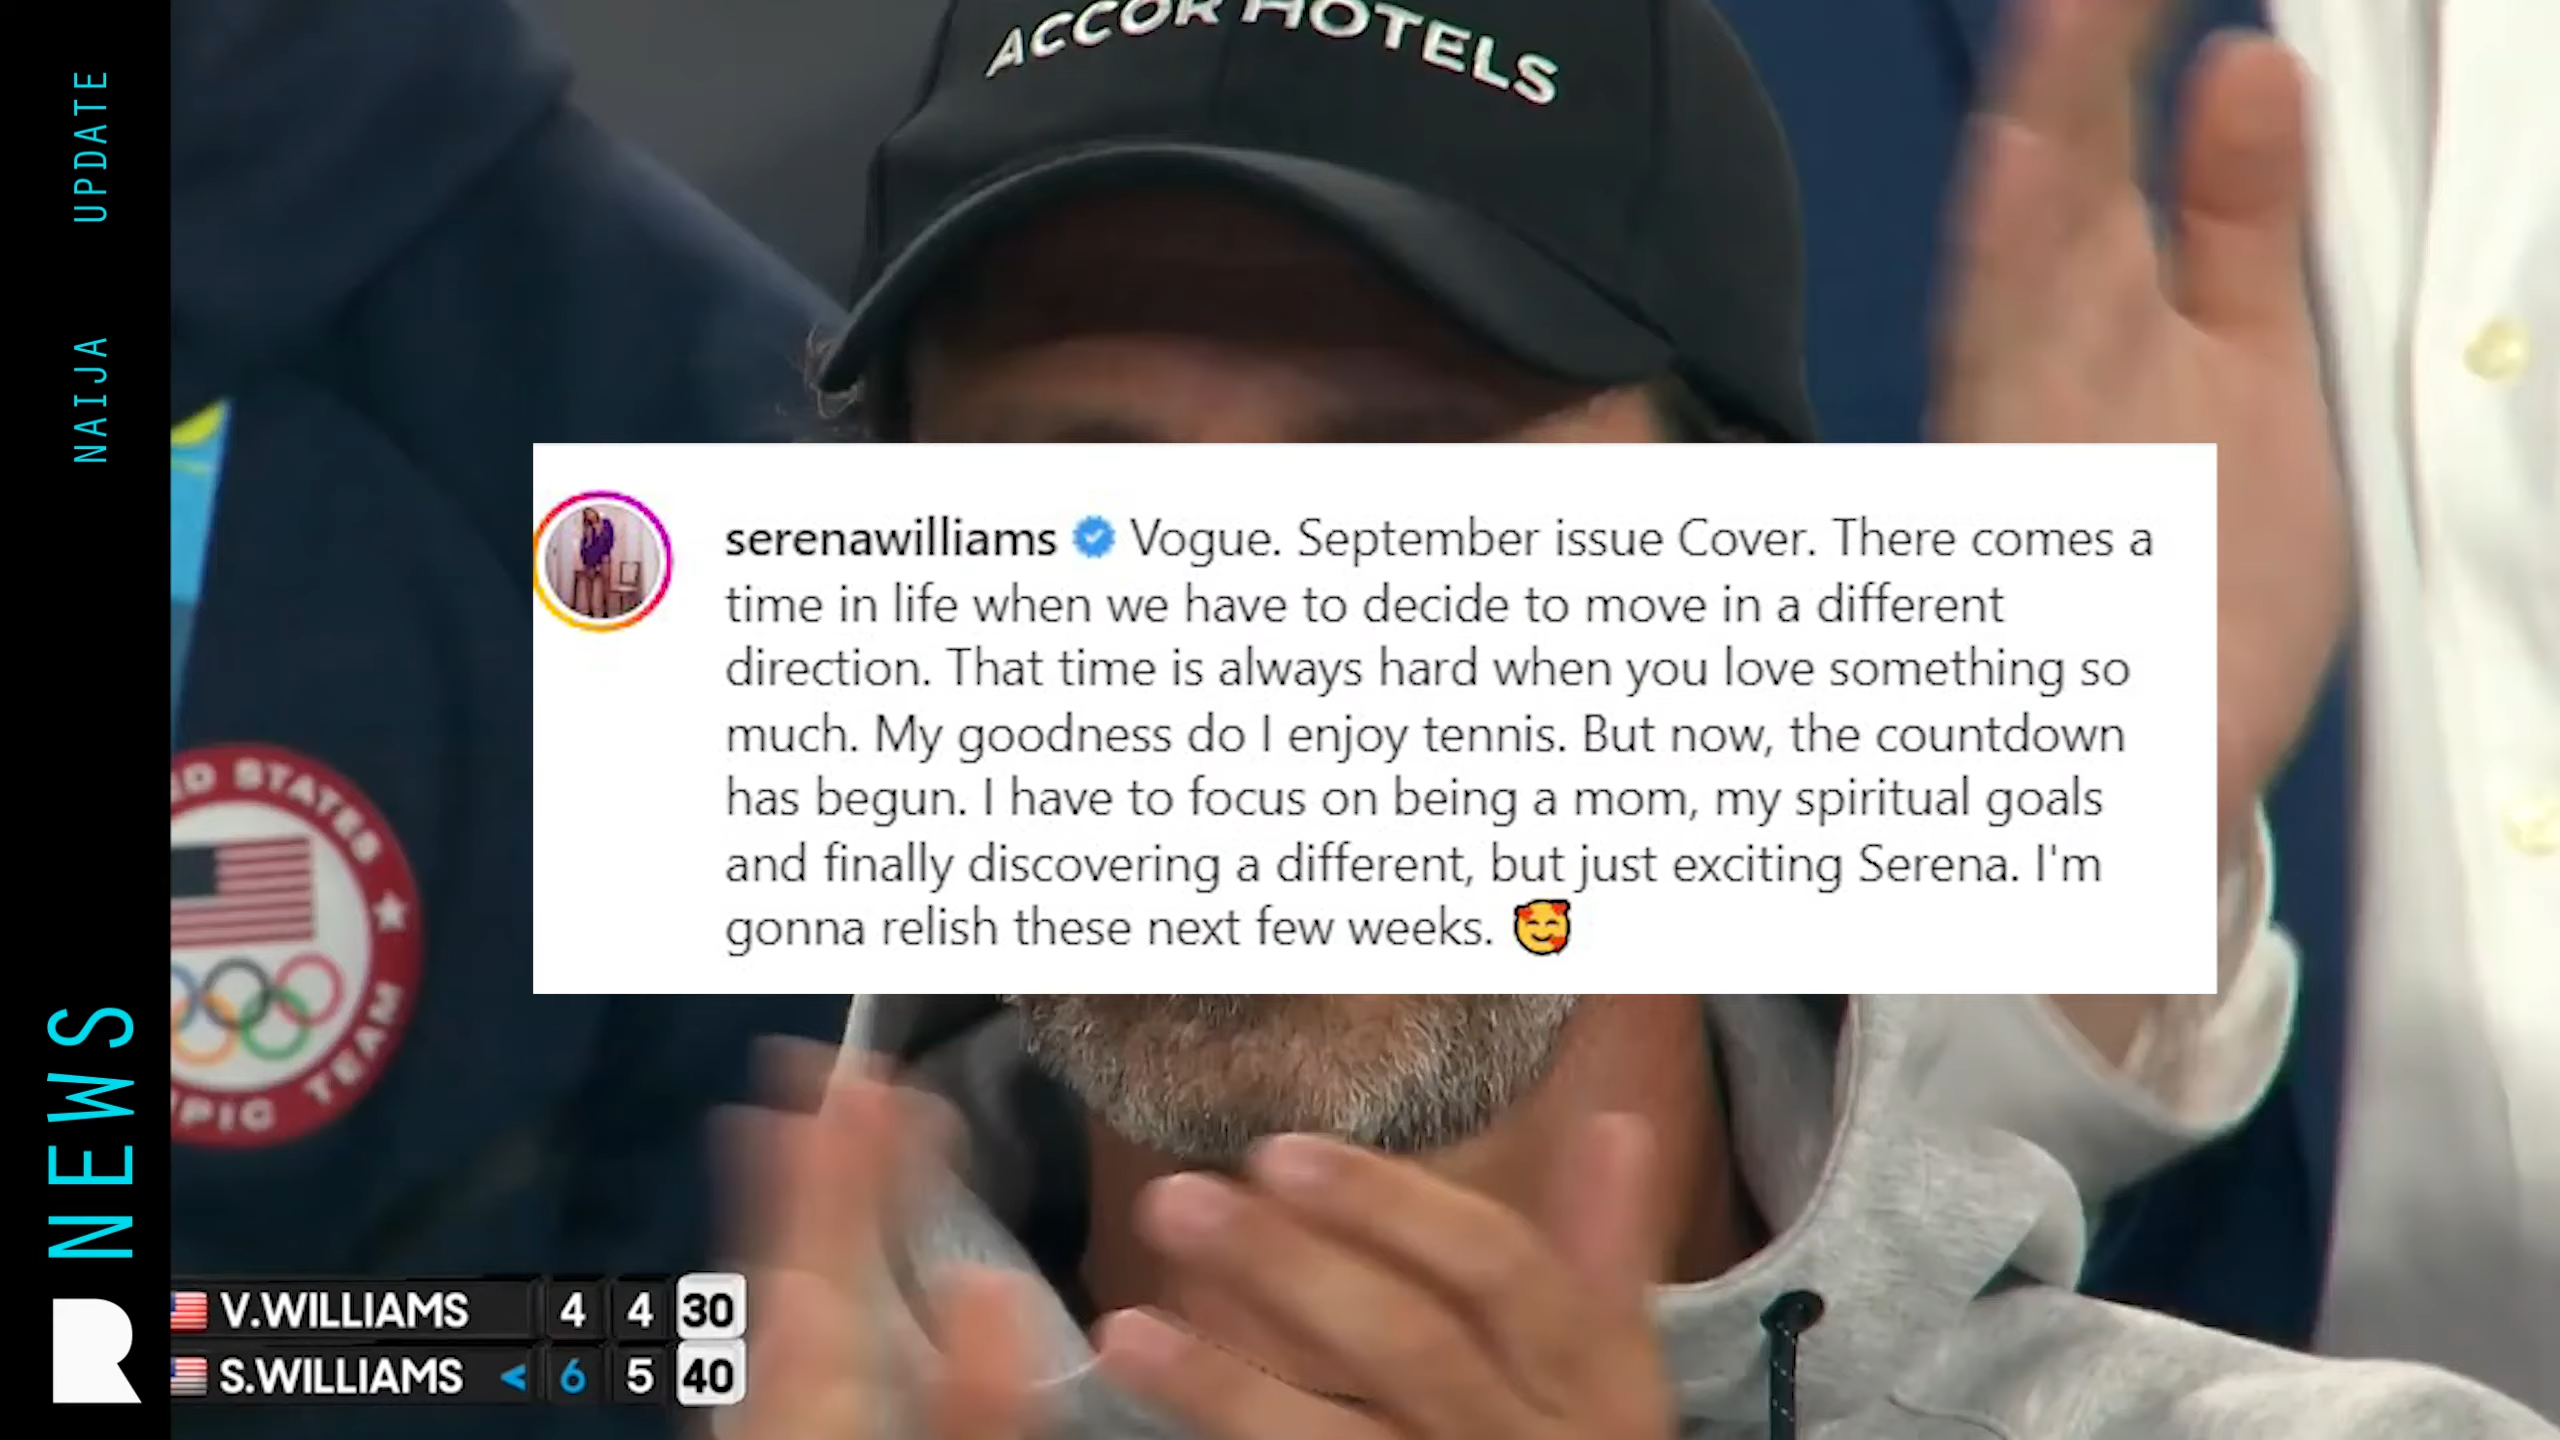 ACCOR HOTELS
serenawilliams Vogue. September issue Cover. There comes a
time in life when we have to decide to move in a different
direction. That time is always hard when you love something so
much. My goodness do I enjoy tennis. But now, the countdown
has begun. I have to focus on being a mom, my spiritual goals
and finally discovering a different, but just exciting Serena. I'm
gonna relish these next few weeks. 🥰
NEWS NAIJA UPDATE
ED STATES
MPIC TEAM
V.WILLIAMS 4 4 30
S.WILLIAMS < 6 5 40